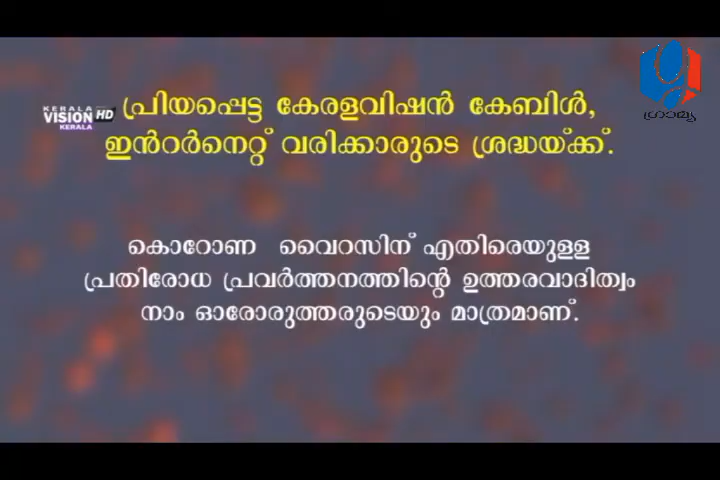 KERALA
VISION HD
KERALA
ഗ്രാമ്യ
പ്രിയപ്പെട്ട കേരളവിഷൻ കേബിൾ,
ഇൻറർനെറ്റ് വരിക്കാരുടെ ശ്രദ്ധയ്ക്ക്.
കൊറോണ വൈറസിന് എതിരെയുളള
പ്രതിരോധ പ്രവർത്തനത്തിന്റെ ഉത്തരവാദിത്വം
നാം ഓരോരുത്തരുടെയും മാത്രമാണ്.